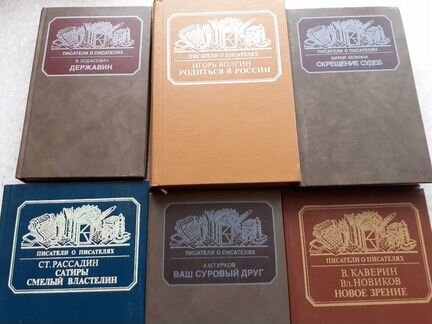 ПИСАТЕЛИ О ПИСАТЕЛЯХ
В. ХОДАСЕВИЧ
ДЕРЖАВИН
ПИСАТЕЛИ О ПИСАТЕЛЯХ
ИГОРЬ ВОЛГИН
РОДИТЬСЯ В РОССИИ
ПИСАТЕЛИ О ПИСАТЕЛЯХ
МАРИЯ БЕЛКИНА
СКРЕЩЕНИЕ СУДЕБ
ПИСАТЕЛИ О ПИСАТЕЛЯХ
СТ. РАССАДИН
САТИРЫ
СМЕЛЫЙ ВЛАСТЕЛИН
ПИСАТЕЛИ О ПИСАТЕЛЯХ
А.М.ТУРКОВ
ВАШ СУРОВЫЙ ДРУГ
ПИСАТЕЛИ О ПИСАТЕЛЯХ
В. КАВЕРИН
Вл. НОВИКОВ
НОВОЕ ЗРЕНИЕ